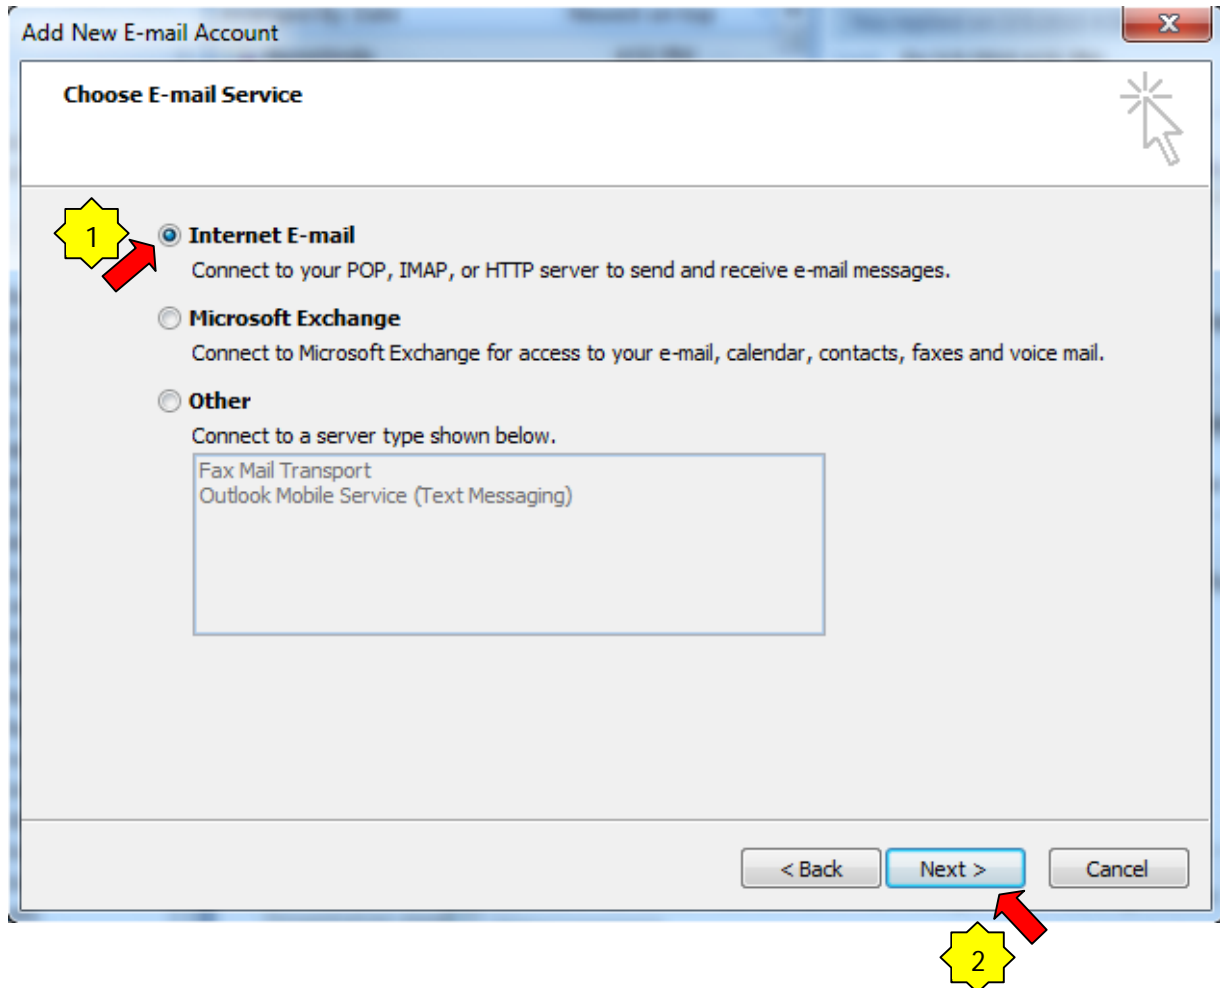 Add New E-mail Account
Choose E-mail Service
1
Internet E-mail
Connect to your POP, IMAP, or HTTP server to send and receive e-mail messages.
Microsoft Exchange
Connect to Microsoft Exchange for access to your e-mail, calendar, contacts, faxes and voice mail.
Other
Connect to a server type shown below.
Fax Mail Transport
Outlook Mobile Service (Text Messaging)
< Back Next > Cancel
2